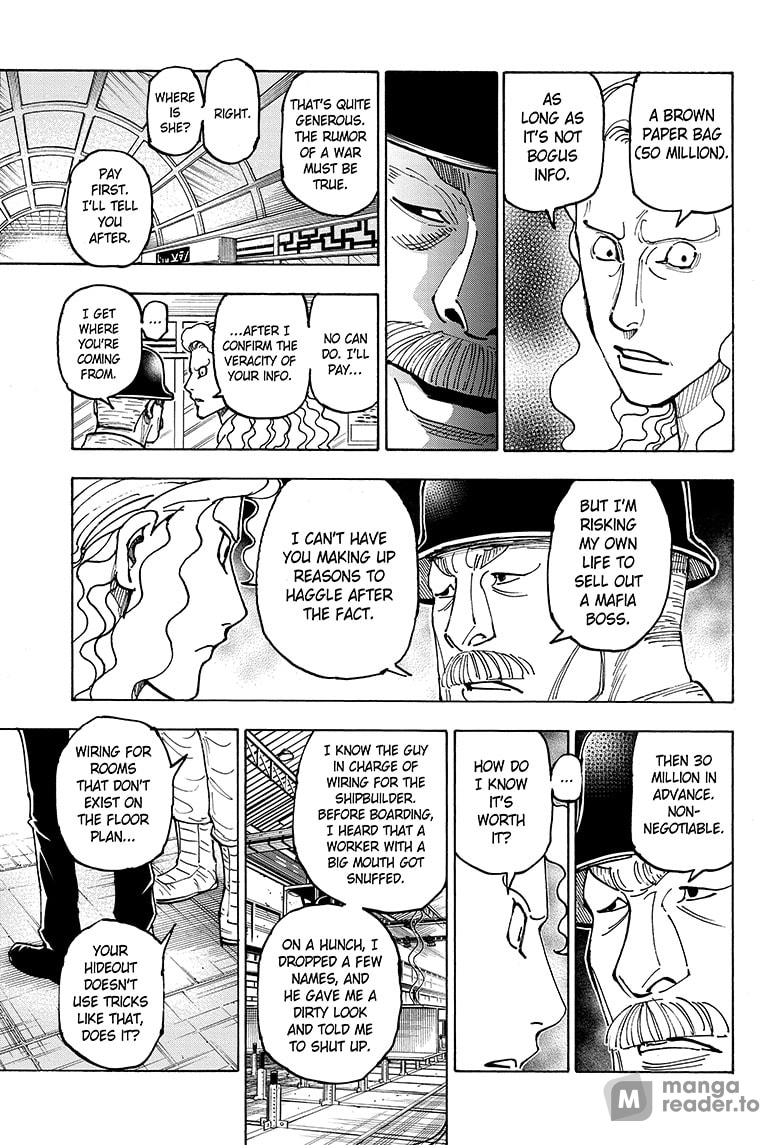 A BROWN
PAPER BAG
(50 MILLION).
AS
LONG AS
IT'S NOT
BOGUS
INFO.
THAT'S QUITE
GENEROUS.
THE RUMOR
OF A WAR
MUST BE
TRUE.
RIGHT.
WHERE
IS
SHE?
PAY
FIRST.
I'LL TELL
YOU
AFTER.
NO CAN
DO. I'LL
PAY...
...AFTER I
CONFIRM THE
VERACITY OF
YOUR INFO.
...
I GET
WHERE
YOU'RE
COMING
FROM.
BUT I'M
RISKING
MY OWN
LIFE TO
SELL OUT
A MAFIA
BOSS.
I CAN'T HAVE
YOU MAKING UP
REASONS TO
HAGGLE AFTER
THE FACT.
THEN 30
MILLION IN
ADVANCE.
NON-
NEGOTIABLE.
...
HOW DO
I KNOW
IT'S
WORTH
IT?
I KNOW THE GUY
IN CHARGE OF
WIRING FOR THE
SHIPBUILDER.
BEFORE BOARDING,
I HEARD THAT A
WORKER WITH A
BIG MOUTH GOT
SNUFFED.
ON A HUNCH, I
DROPPED A FEW
NAMES, AND
HE GAVE ME A
DIRTY LOOK
AND TOLD ME
TO SHUT UP.
WIRING FOR
ROOMS
THAT DON'T
EXIST ON
THE FLOOR
PLAN...
YOUR
HIDEOUT
DOESN'T
USE TRICKS
LIKE THAT,
DOES IT?
M manga
reader.to